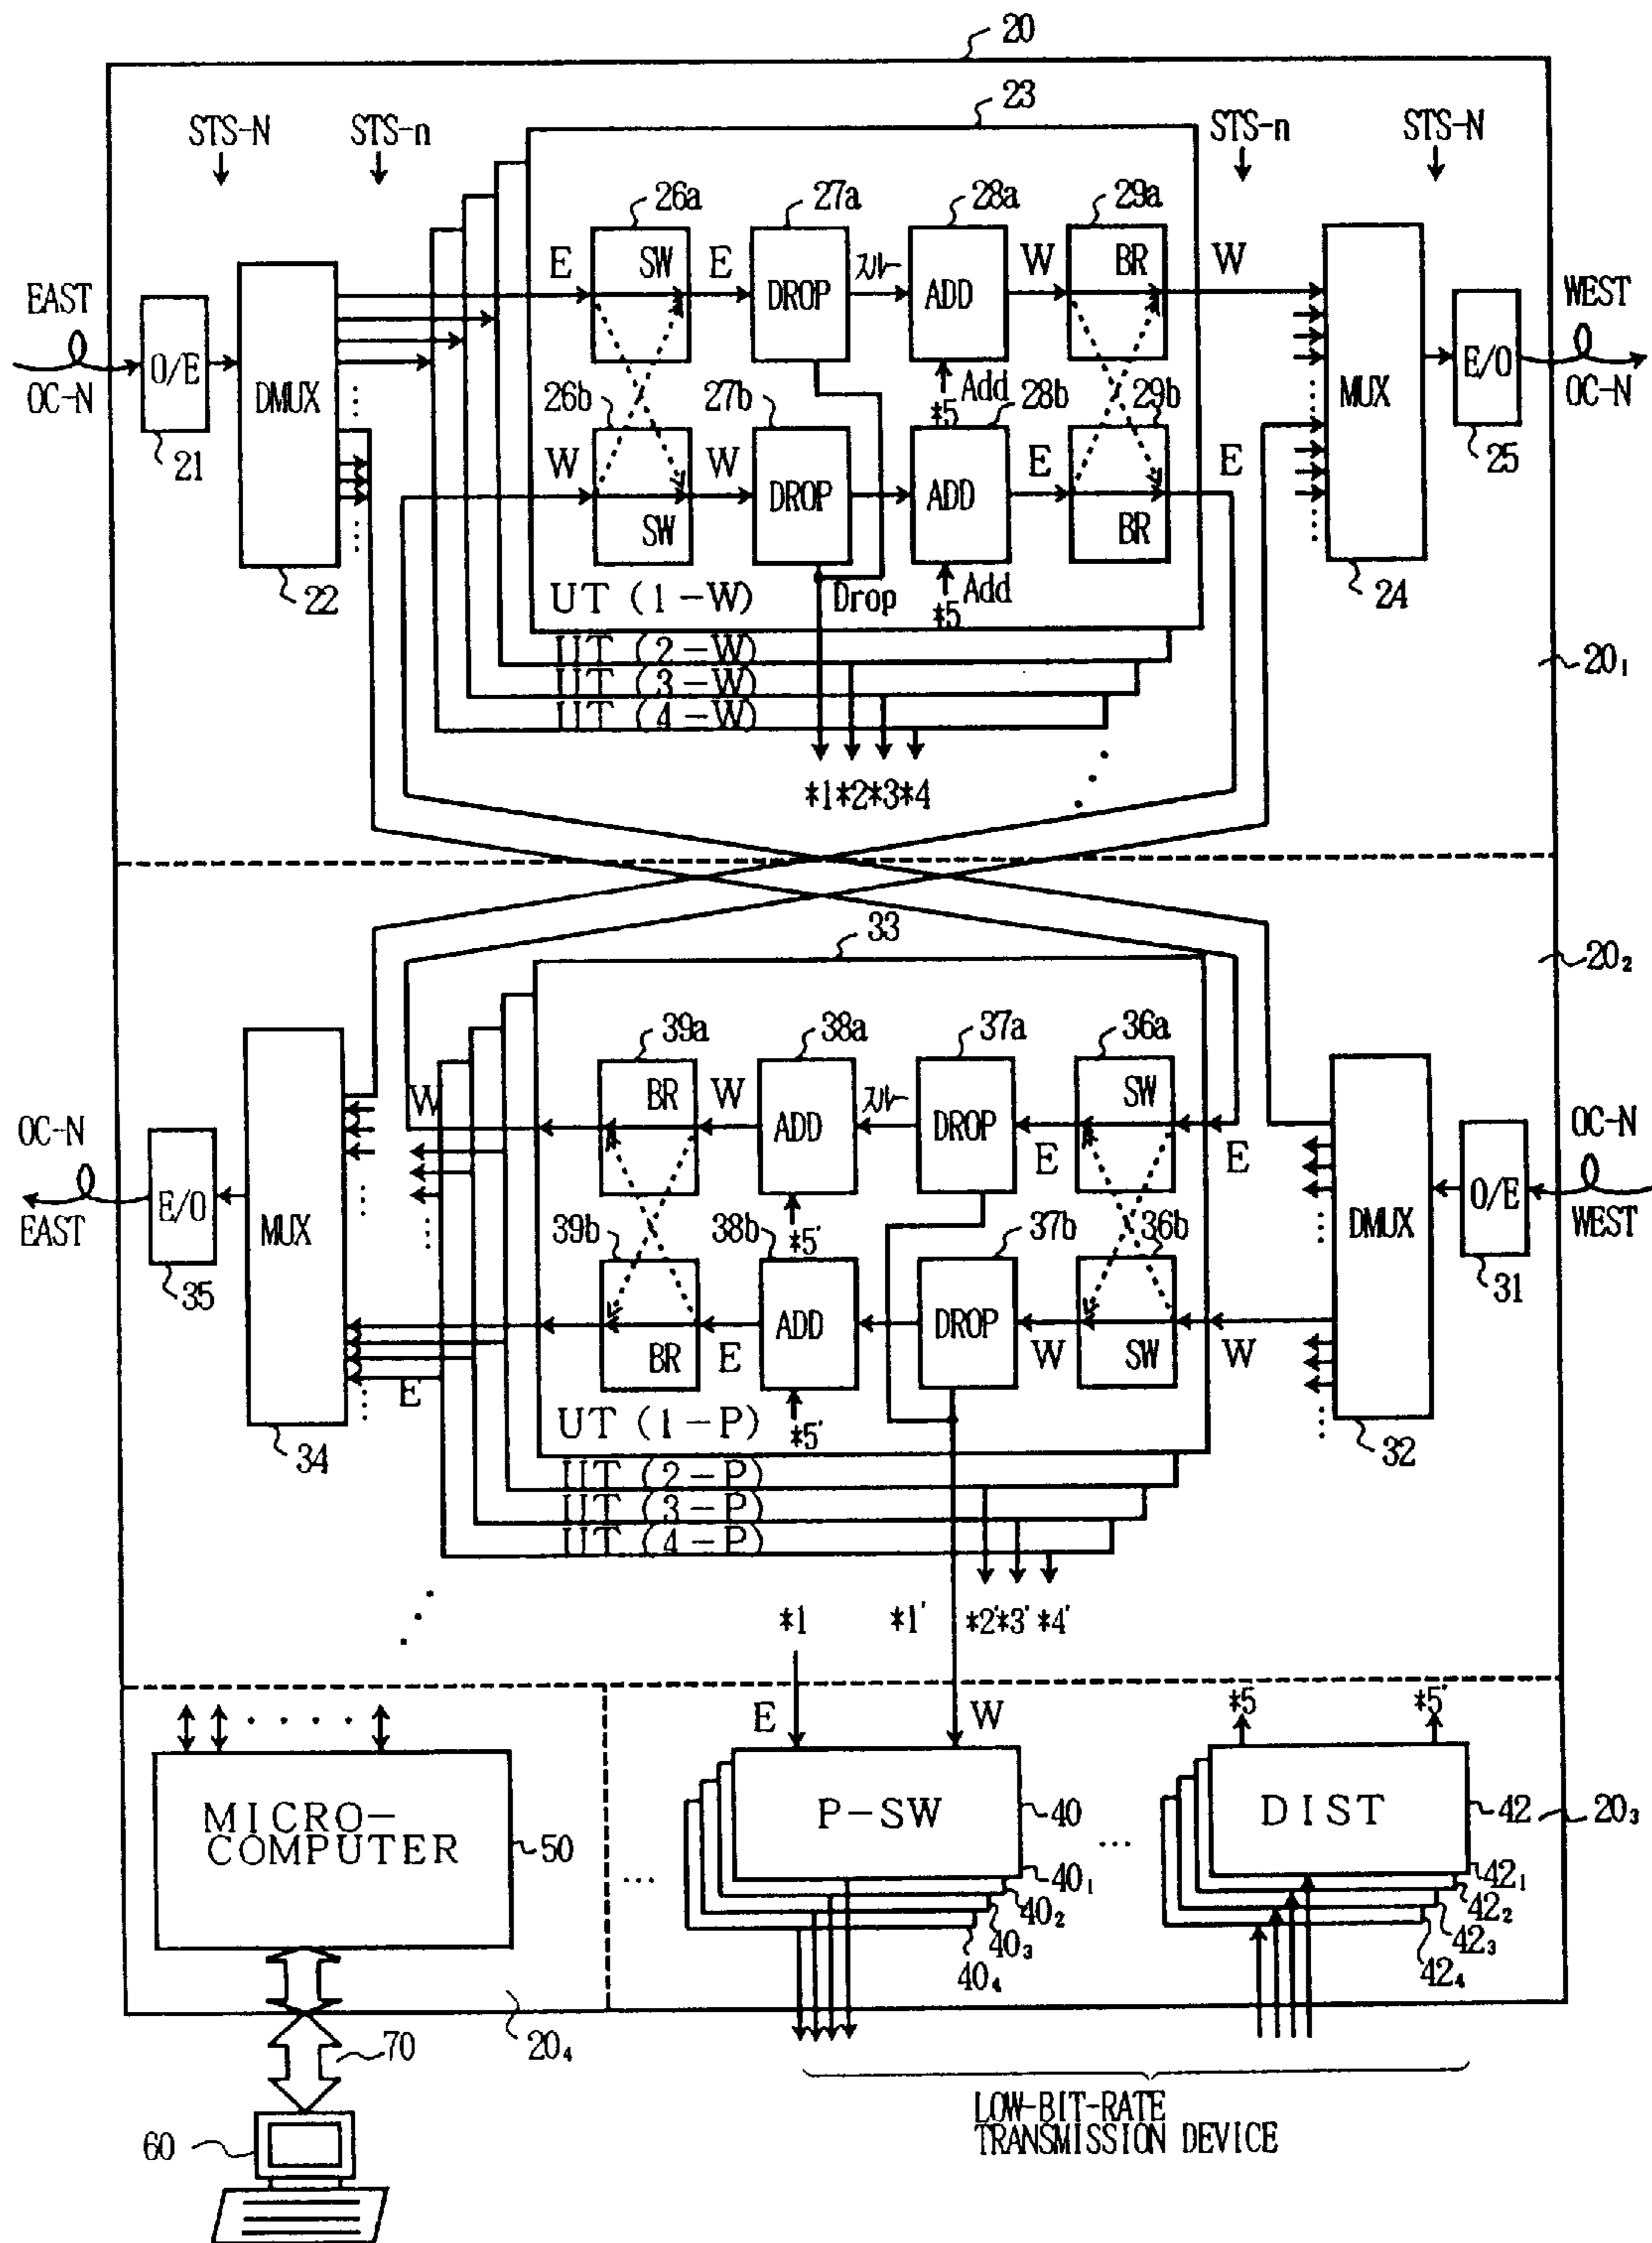 20
23
STS-N
STS-n
STS-n
STS-N
26a
27a
28a
29a
E
SW
E
DROP
スルー
ADD
W
BR
W
EAST
OC-N
O/E
21
DMUX
22
WEST
OC-N
E/O
25
MUX
24
26b
27b
*5
Add
28b
29b
W
SW
W
DROP
ADD
E
BR
E
UT (1-W)
Drop
*5
Add
UT (2-W)
UT (3-W)
UT (4-W)
*1
*2
*3
*4
20₁
33
20₂
39a
38a
37a
36a
W
BR
W
ADD
スルー
DROP
E
SW
E
OC-N
EAST
E/O
35
MUX
34
OC-N
WEST
O/E
31
DMUX
32
39b
38b
*5'
37b
36b
BR
E
ADD
DROP
W
SW
W
E
UT (1-P)
*5'
UT (2-P)
UT (3-P)
UT (4-P)
*1
*1'
*2'
*3'
*4'
E
W
*5
*5'
MICRO-
COMPUTER
50
P-SW
40
40₁
40₂
40₃
40₄
DIST
42
42₁
42₂
42₃
42₄
20₃
20₄
70
60
LOW-BIT-RATE
TRANSMISSION DEVICE